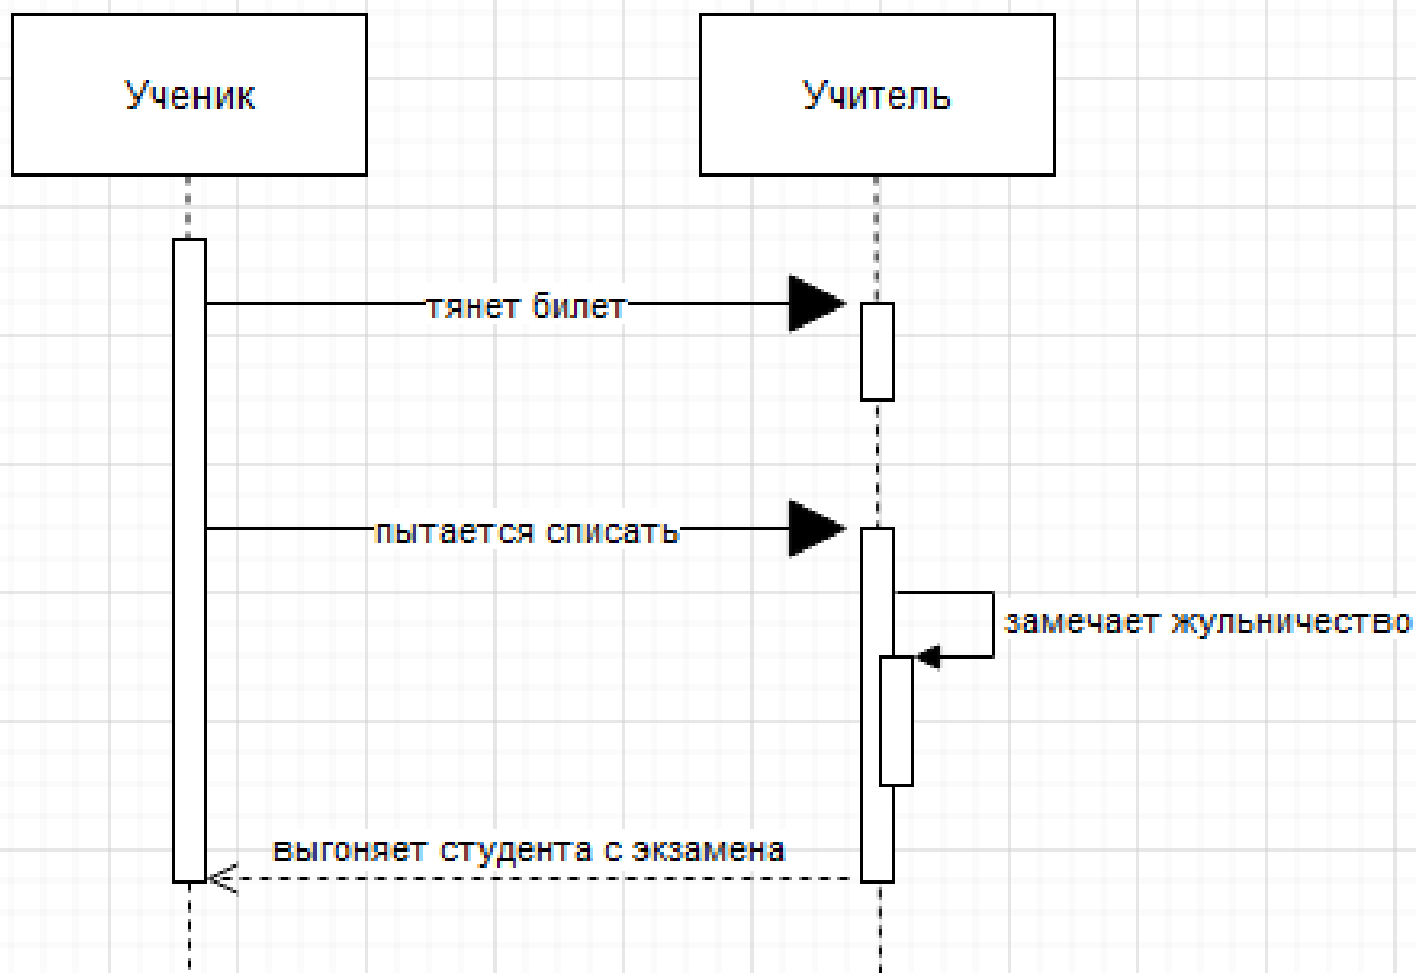 Ученик
Учитель
тянет билет
пытается списать
замечает жульничество
выгоняет студента с экзамена